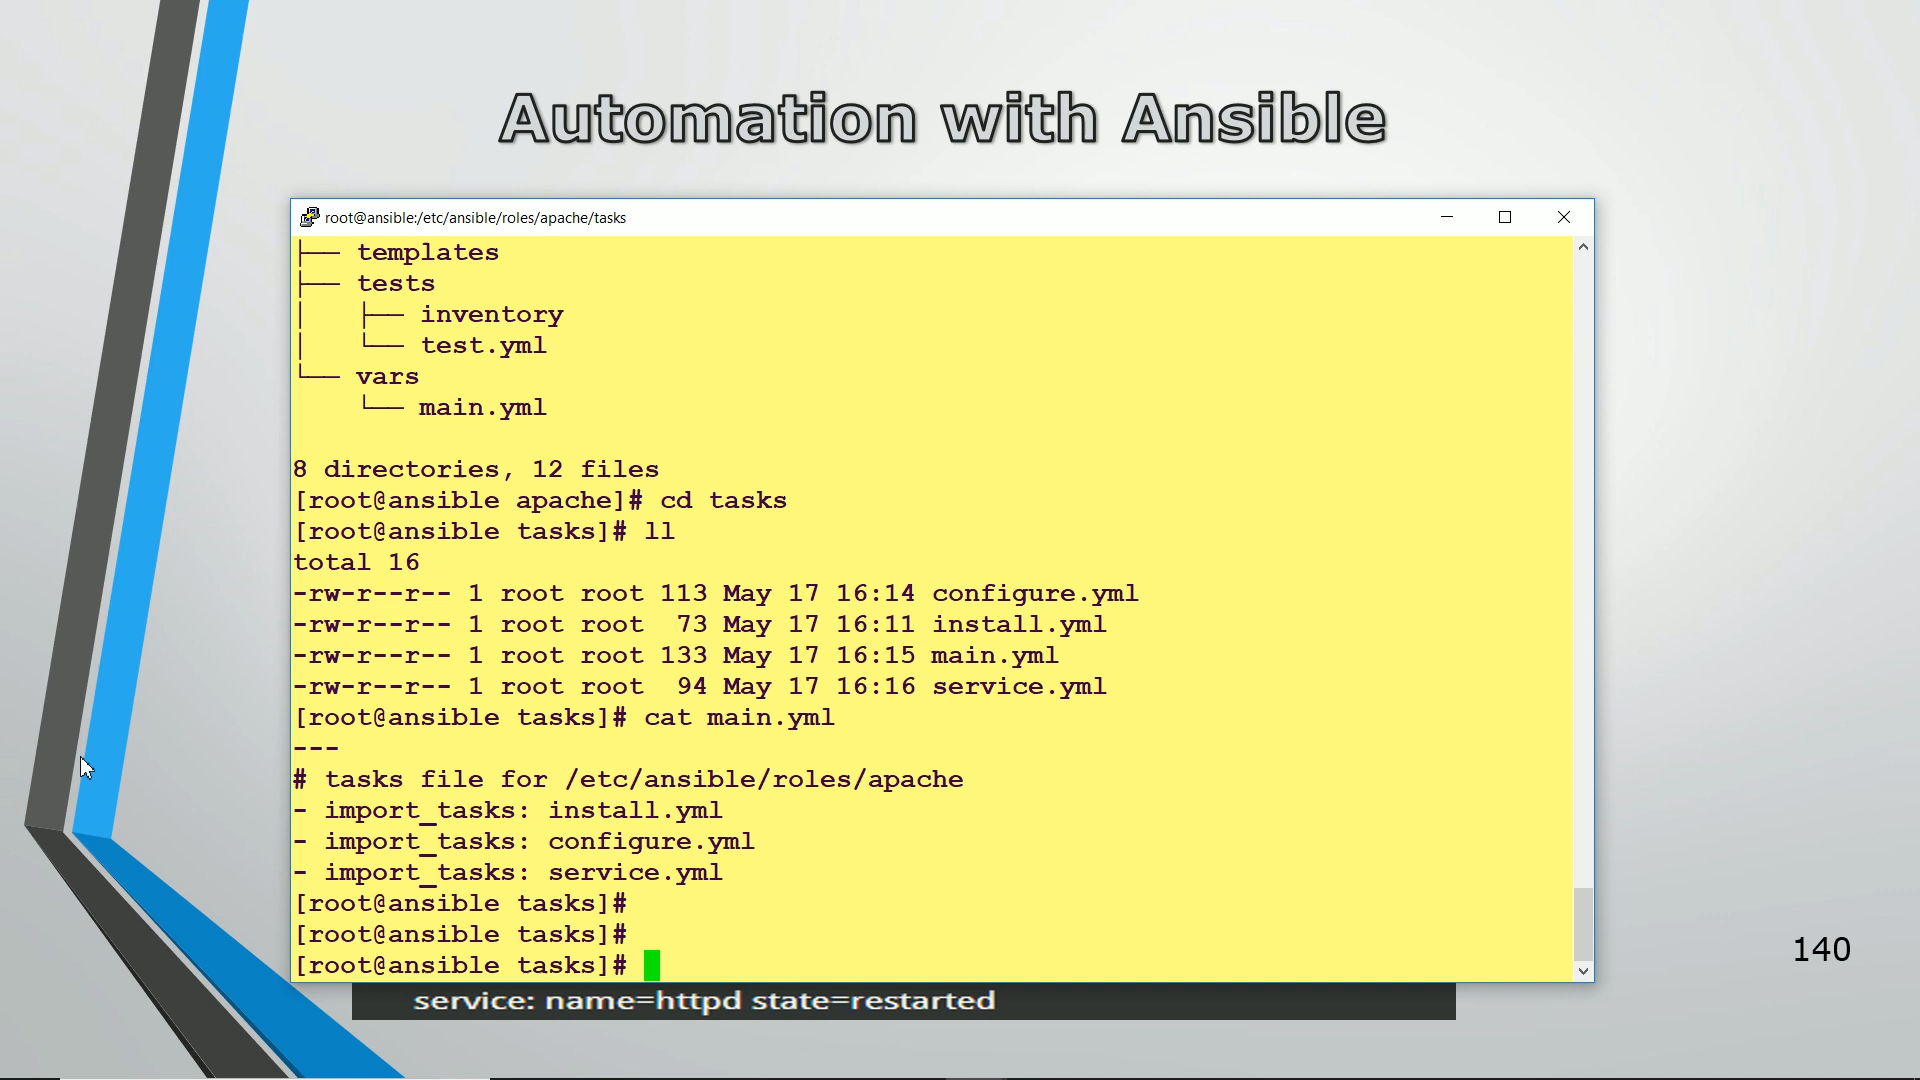 Automation with Ansible
root@ansible:/etc/ansible/roles/apache/tasks
├── templates
├── tests
│   ├── inventory
│   └── test.yml
└── vars
    └── main.yml
8 directories, 12 files
[root@ansible apache]# cd tasks
[root@ansible tasks]# ll
total 16
-rw-r--r-- 1 root root 113 May 17 16:14 configure.yml
-rw-r--r-- 1 root root  73 May 17 16:11 install.yml
-rw-r--r-- 1 root root 133 May 17 16:15 main.yml
-rw-r--r-- 1 root root  94 May 17 16:16 service.yml
[root@ansible tasks]# cat main.yml
---
# tasks file for /etc/ansible/roles/apache
- import_tasks: install.yml
- import_tasks: configure.yml
- import_tasks: service.yml
[root@ansible tasks]#
[root@ansible tasks]#
[root@ansible tasks]#
service: name=httpd state=restarted
140